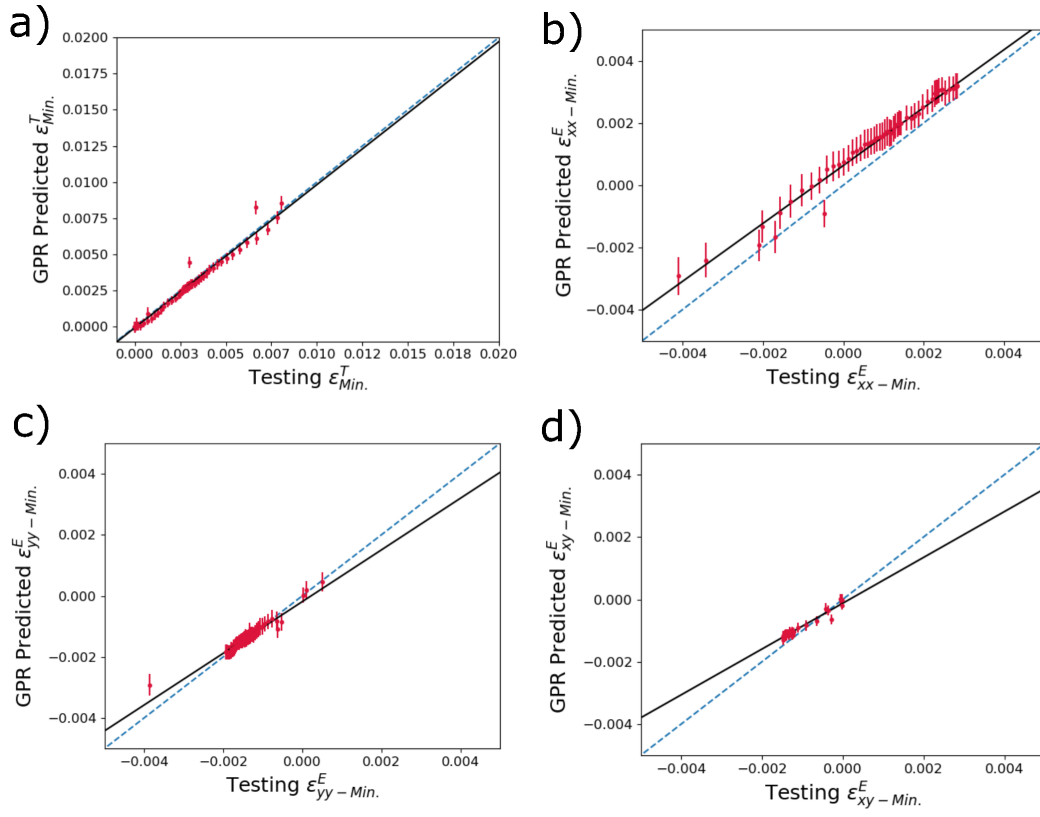 a)
0.0200
0.0175
0.0150
0.0125
0.0100
0.0075
0.0050
0.0025
0.0000
GPR Predicted ε^T_Min.
0.000 0.003 0.005 0.007 0.010 0.012 0.015 0.018 0.020
Testing ε^T_Min.
b)
0.004
0.002
0.000
−0.002
−0.004
GPR Predicted ε^E_xx−Min.
−0.004 −0.002 0.000 0.002 0.004
Testing ε^E_xx−Min.
c)
0.004
0.002
0.000
−0.002
−0.004
GPR Predicted ε^E_yy−Min.
−0.004 −0.002 0.000 0.002 0.004
Testing ε^E_yy−Min.
d)
0.004
0.002
0.000
−0.002
−0.004
GPR Predicted ε^E_xy−Min.
−0.004 −0.002 0.000 0.002 0.004
Testing ε^E_xy−Min.